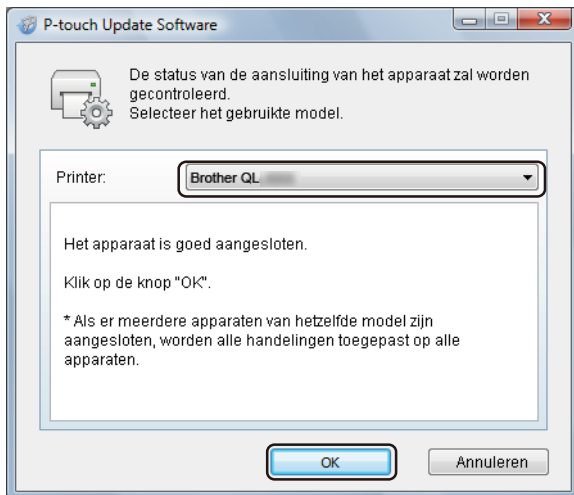 P-touch Update Software
De status van de aansluiting van het apparaat zal worden
gecontroleerd.
Selecteer het gebruikte model.
Printer:
Brother QL
Het apparaat is goed aangesloten.
Klik op de knop "OK".
* Als er meerdere apparaten van hetzelfde model zijn
aangesloten, worden alle handelingen toegepast op alle
apparaten.
OK
Annuleren